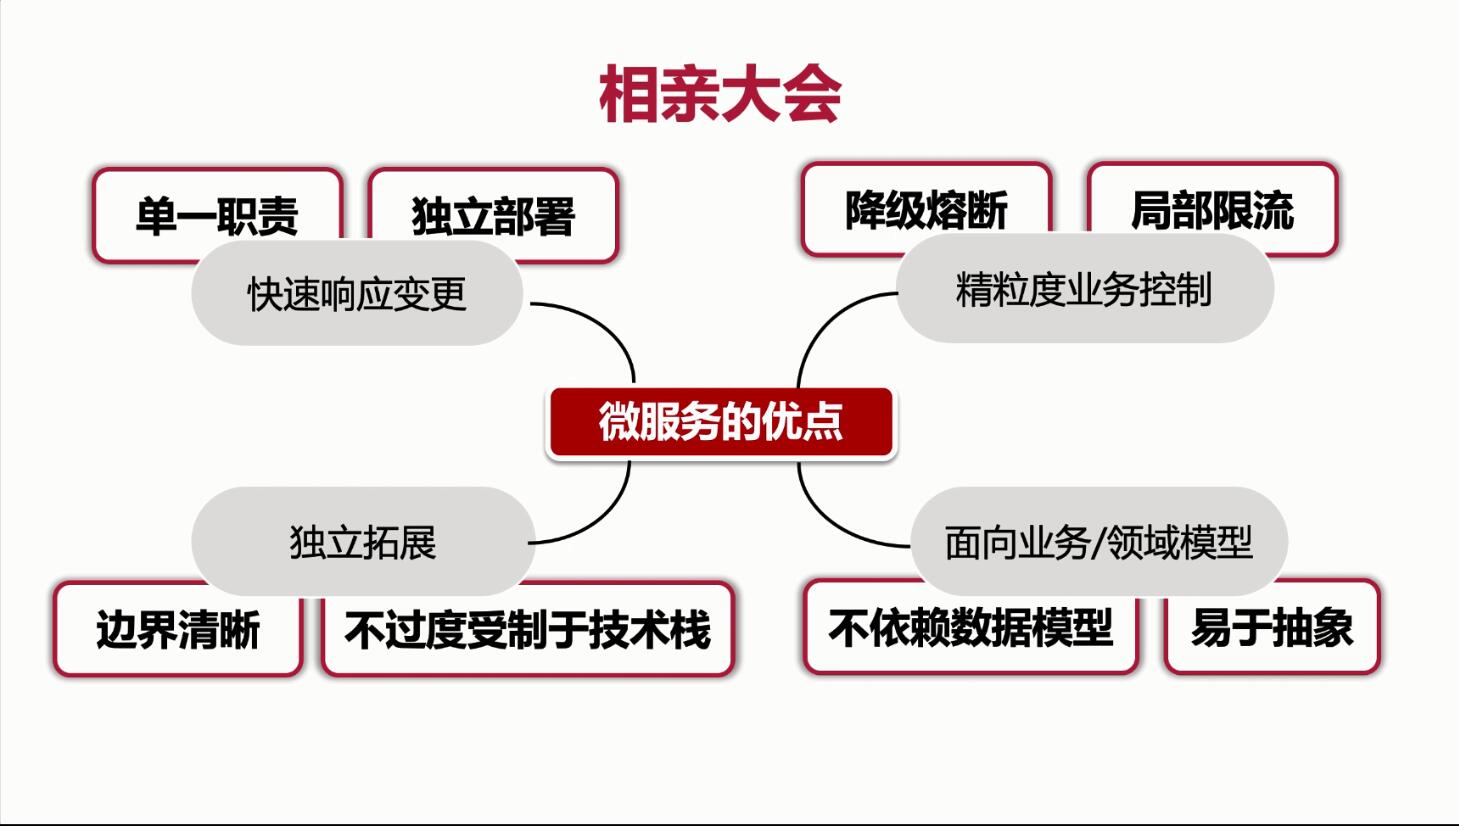 相亲大会
单一职责
独立部署
快速响应变更
降级熔断
局部限流
精粒度业务控制
微服务的优点
独立拓展
边界清晰
不过度受制于技术栈
面向业务/领域模型
不依赖数据模型
易于抽象